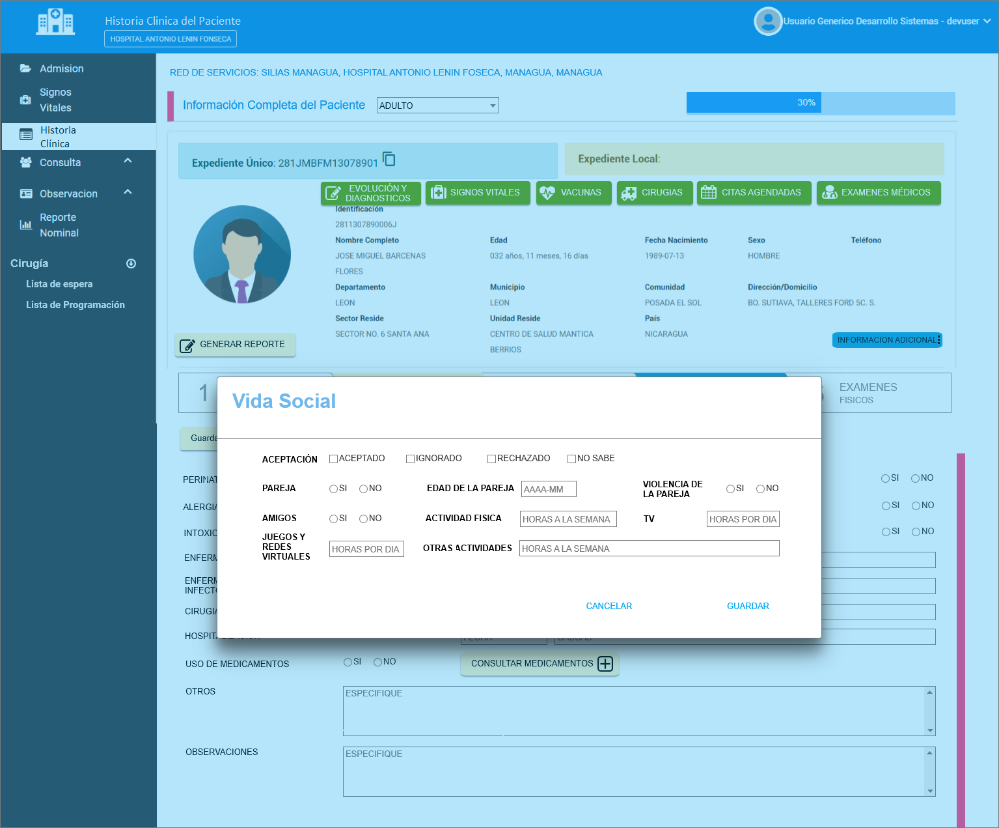 Historia Clinica del Paciente
HOSPITAL ANTONIO LENIN FONSECA
Usuario Generico Desarrollo Sistemas - devuser
Admision
Signos
Vitales
Historia
Clínica
Consulta
Observacion
Reporte
Nominal
Cirugía
Lista de espera
Lista de Programación
RED DE SERVICIOS: SILIAS MANAGUA, HOSPITAL ANTONIO LENIN FOSECA, MANAGUA, MANAGUA
Información Completa del Paciente ADULTO 30%
Expediente Único: 281JMBFM13078901
Expediente Local:
EVOLUCIÓN Y
DIAGNOSTICOS
SIGNOS VITALES
VACUNAS
CIRUGIAS
CITAS AGENDADAS
EXAMENES MÉDICOS
Identificación
2811307890006J
Nombre Completo Edad Fecha Nacimiento Sexo Teléfono
JOSE MIGUEL BARCENAS 032 años, 11 meses, 16 días 1989-07-13 HOMBRE
FLORES
Departamento Municipio Comunidad Dirección/Domicilio
LEON LEON POSADA EL SOL BO. SUTIAVA, TALLERES FORD 5C. S.
Sector Reside Unidad Reside País
SECTOR NO. 6 SANTA ANA CENTRO DE SALUD MANTICA NICARAGUA
BERRIOS
GENERAR REPORTE
INFORMACION ADICIONAL
1
EXAMENES
FISICOS
Vida Social
ACEPTACIÓN ACEPTADO IGNORADO RECHAZADO NO SABE
PAREJA SI NO EDAD DE LA PAREJA AAAA-MM VIOLENCIA DE
LA PAREJA SI NO
AMIGOS SI NO ACTIVIDAD FISICA HORAS A LA SEMANA TV HORAS POR DIA
JUEGOS Y
REDES
VIRTUALES HORAS POR DIA OTRAS ACTIVIDADES HORAS A LA SEMANA
CANCELAR GUARDAR
Guarda
PERINAT SI NO
ALERGIA SI NO
INTOXIC SI NO
ENFERM
ENFERM
INFECTO
CIRUGIA
USO DE MEDICAMENTOS SI NO CONSULTAR MEDICAMENTOS
OTROS ESPECIFIQUE
OBSERVACIONES ESPECIFIQUE